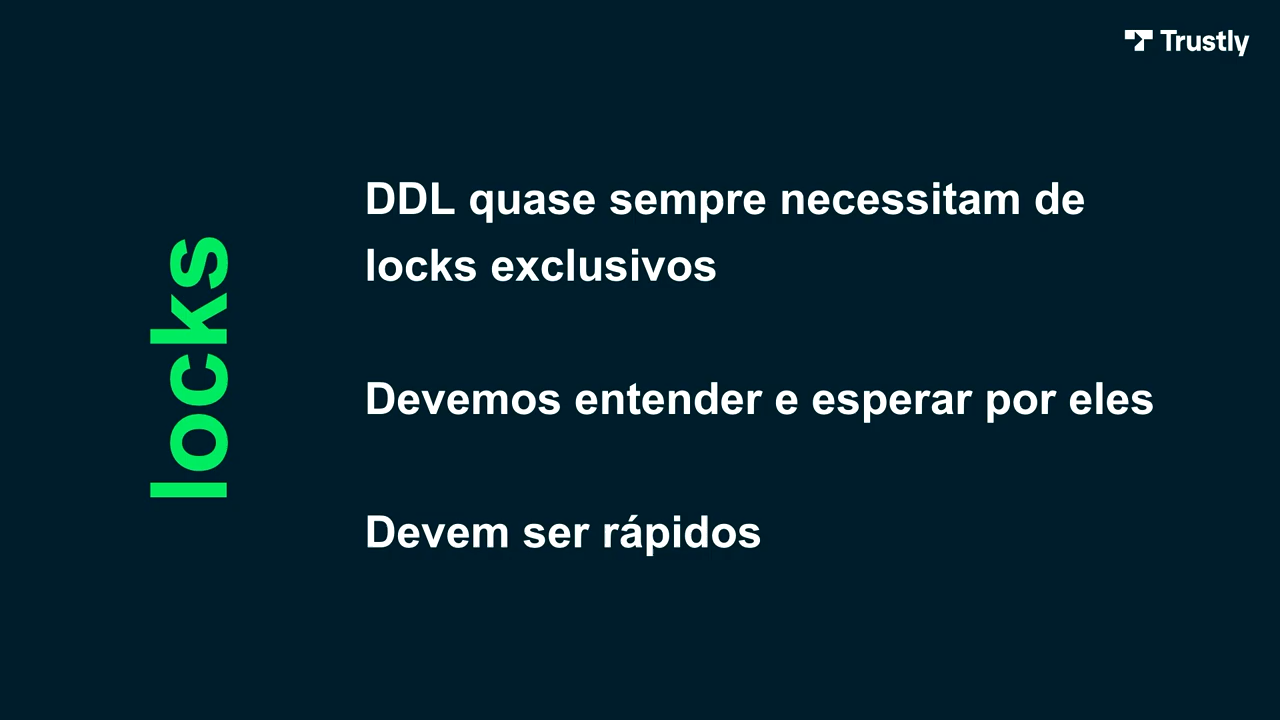 Trustly
locks
DDL quase sempre necessitam de
locks exclusivos
Devemos entender e esperar por eles
Devem ser rápidos